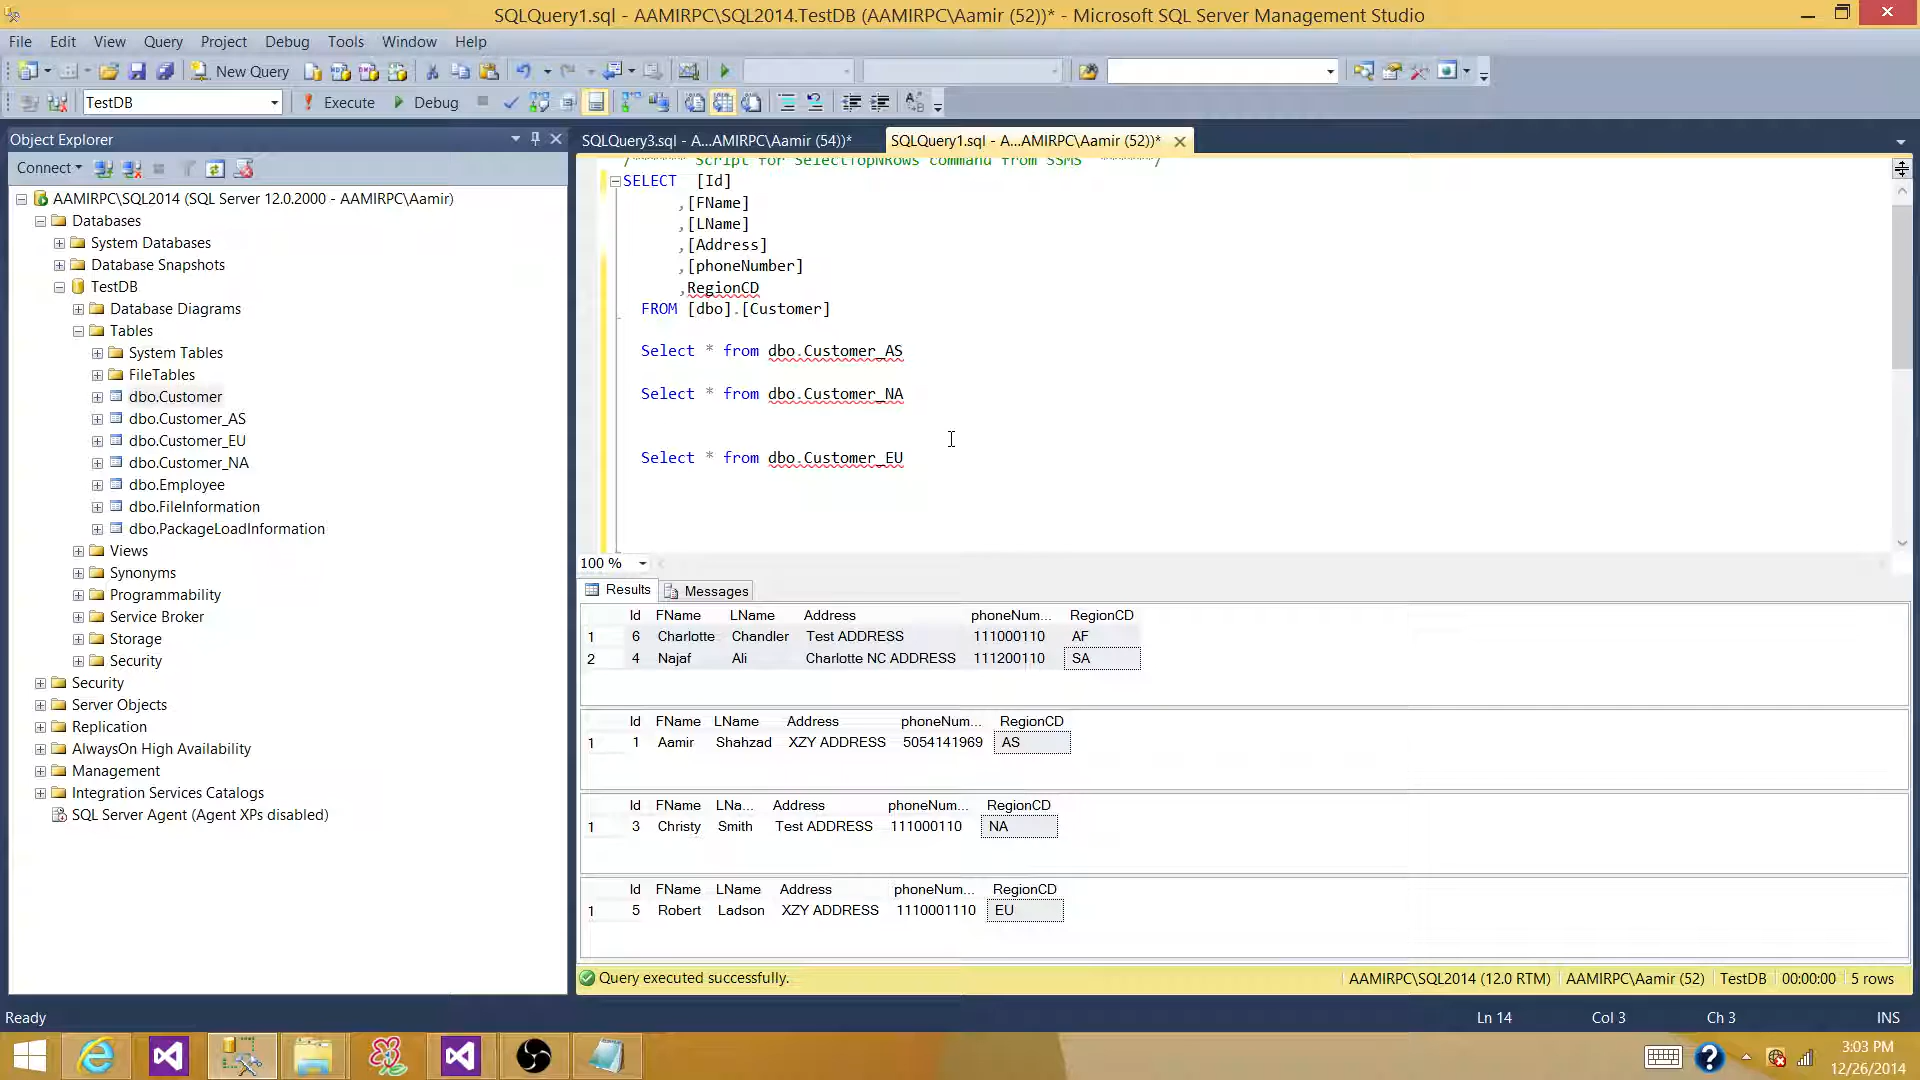 SQLQuery1.sql - AAMIRPC\SQL2014.TestDB (AAMIRPC\Aamir (52))* - Microsoft SQL Server Management Studio
File Edit View Query Project Debug Tools Window Help
New Query
TestDB Execute Debug
Object Explorer
SQLQuery3.sql - A...AMIRPC\Aamir (54))* SQLQuery1.sql - A...AMIRPC\Aamir (52))*
Connect
AAMIRPC\SQL2014 (SQL Server 12.0.2000 - AAMIRPC\Aamir)
Databases
System Databases
Database Snapshots
TestDB
Database Diagrams
Tables
System Tables
FileTables
dbo.Customer
dbo.Customer_AS
dbo.Customer_EU
dbo.Customer_NA
dbo.Employee
dbo.FileInformation
dbo.PackageLoadInformation
Views
Synonyms
Programmability
Service Broker
Storage
Security
Security
Server Objects
Replication
AlwaysOn High Availability
Management
Integration Services Catalogs
SQL Server Agent (Agent XPs disabled)
/****** Script for SelectTopNRows command from SSMS ******/
SELECT [Id]
,[FName]
,[LName]
,[Address]
,[phoneNumber]
,RegionCD
FROM [dbo].[Customer]
Select * from dbo.Customer_AS
Select * from dbo.Customer_NA
Select * from dbo.Customer_EU
100 %
Results Messages
Id FName LName Address phoneNum... RegionCD
1 6 Charlotte Chandler Test ADDRESS 111000110 AF
2 4 Najaf Ali Charlotte NC ADDRESS 111200110 SA
Id FName LName Address phoneNum... RegionCD
1 1 Aamir Shahzad XZY ADDRESS 5054141969 AS
Id FName LNa... Address phoneNum... RegionCD
1 3 Christy Smith Test ADDRESS 111000110 NA
Id FName LName Address phoneNum... RegionCD
1 5 Robert Ladson XZY ADDRESS 1110001110 EU
Query executed successfully. AAMIRPC\SQL2014 (12.0 RTM) AAMIRPC\Aamir (52) TestDB 00:00:00 5 rows
Ready Ln 14 Col 3 Ch 3 INS
3:03 PM
12/26/2014